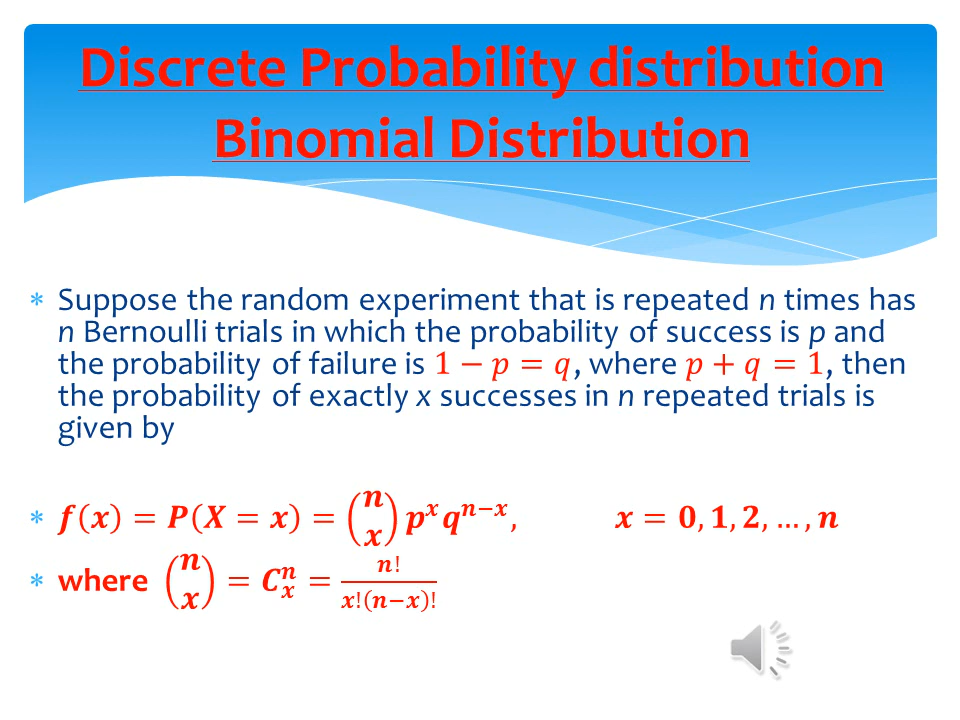 Discrete Probability distribution
Binomial Distribution
* Suppose the random experiment that is repeated n times has
n Bernoulli trials in which the probability of success is p and
the probability of failure is 1 − p = q, where p + q = 1, then
the probability of exactly x successes in n repeated trials is
given by
* f(x) = P(X = x) = (n x) p^x q^{n−x}, x = 0, 1, 2, … , n
* where (n x) = C_x^n = n! / x!(n−x)!